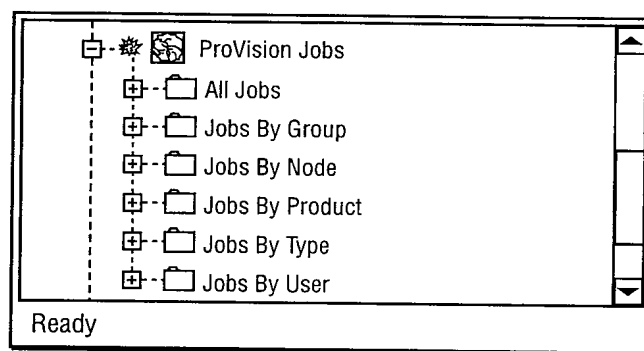 ProVision Jobs
All Jobs
Jobs By Group
Jobs By Node
Jobs By Product
Jobs By Type
Jobs By User
Ready